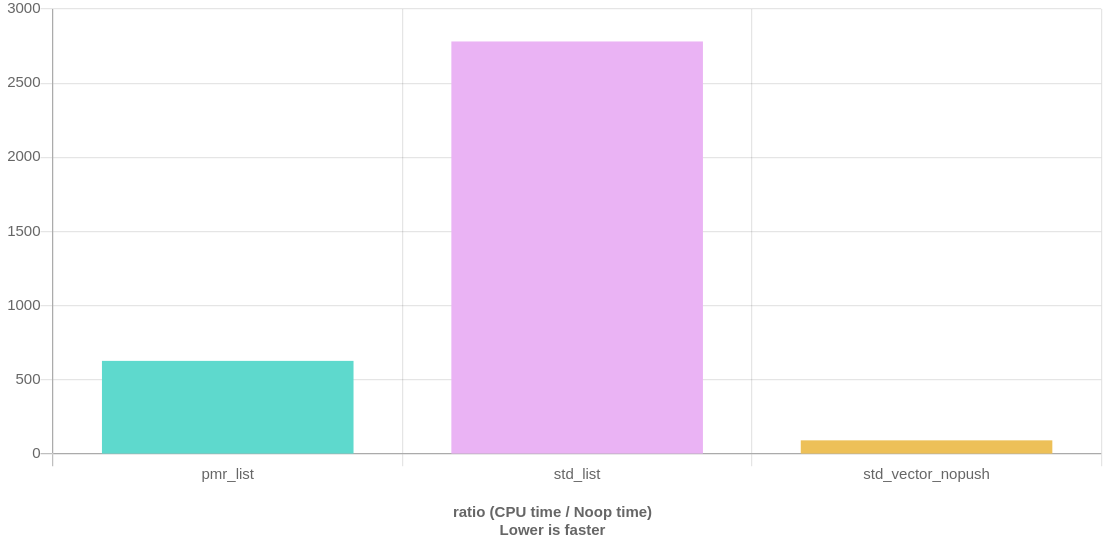 3000
2500
2000
1500
1000
500
0
pmr_list std_list std_vector_nopush
ratio (CPU time / Noop time)
Lower is faster